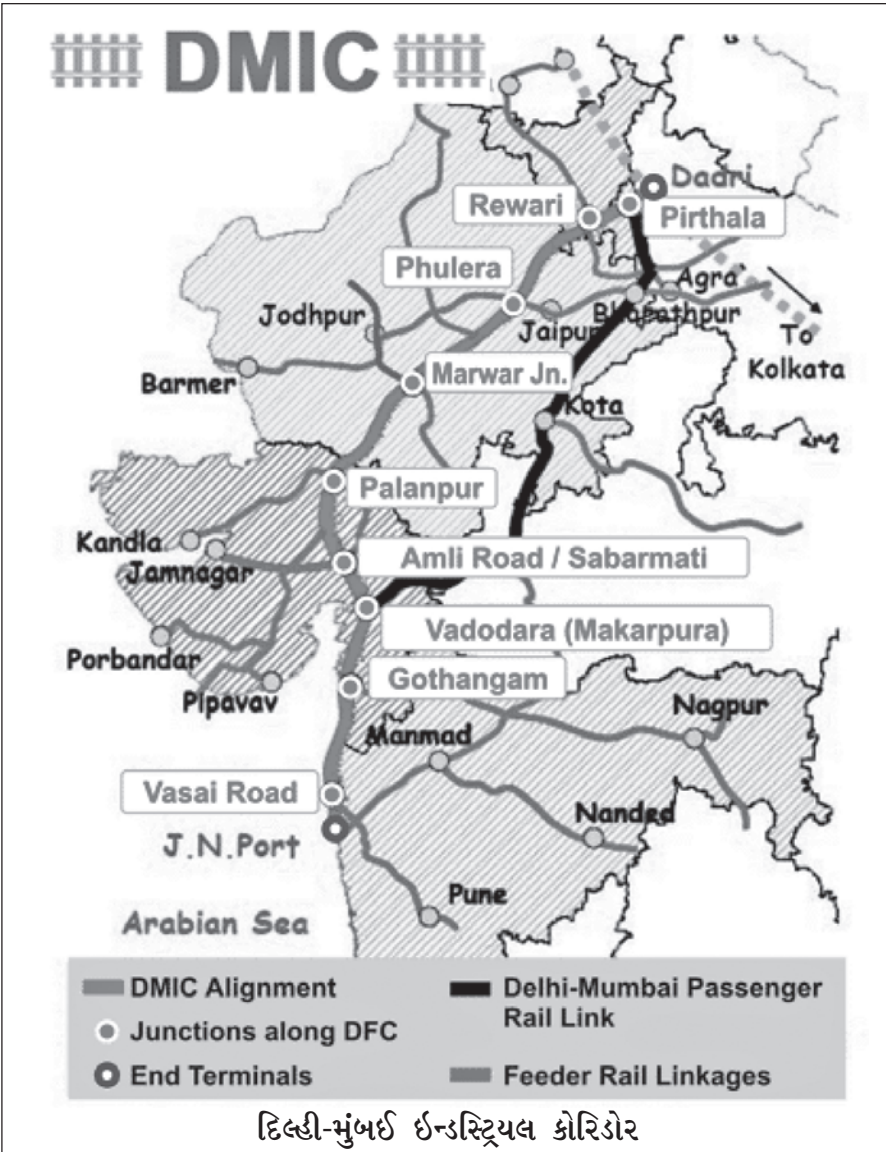 DMIC
Dadri
Rewari
Pirthala
Phulera
Agra
Bharathpur
Jodhpur
Jaipur
To
Kolkata
Barmer
Marwar Jn.
Kota
Palanpur
Kandla
Amli Road / Sabarmati
Jamnagar
Vadodara (Makarpura)
Porbandar
Gothangam
Pipavav
Nagpur
Manmad
Vasai Road
Nanded
J.N.Port
Pune
Arabian Sea
DMIC Alignment
Delhi-Mumbai Passenger
Rail Link
Junctions along DFC
End Terminals
Feeder Rail Linkages
દિલ્હી-મુંબઈ ઇન્ડસ્ટ્રિયલ કોરિડોર